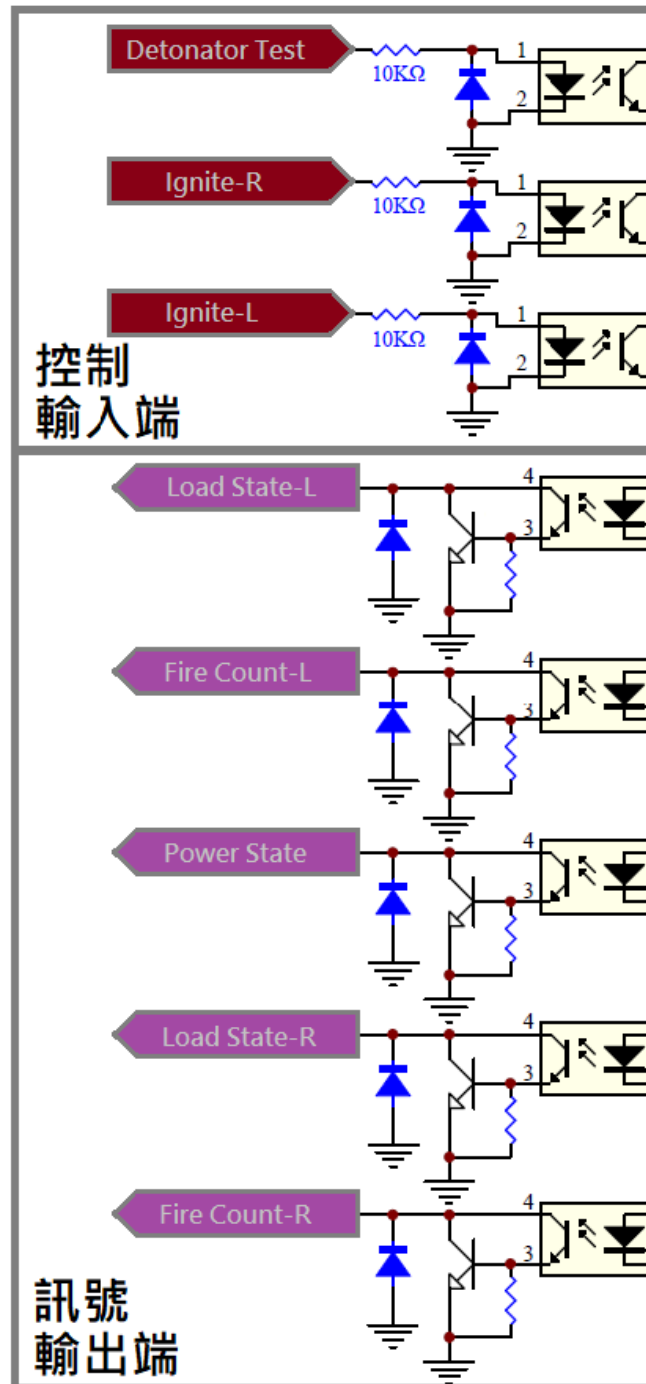 Detonator Test
10KΩ
1
2
Ignite-R
10KΩ
1
2
Ignite-L
10KΩ
1
2
控制
輸入端
Load State-L
4
3
Fire Count-L
4
3
Power State
4
3
Load State-R
4
3
Fire Count-R
4
3
訊號
輸出端